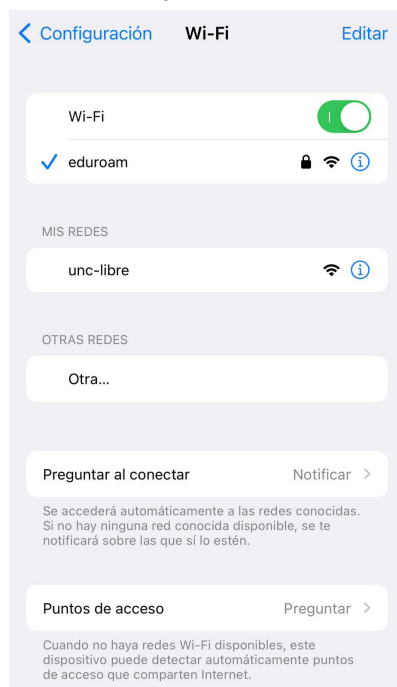 Configuración Wi-Fi Editar
Wi-Fi
eduroam
MIS REDES
unc-libre
OTRAS REDES
Otra...
Preguntar al conectar Notificar
Se accederá automáticamente a las redes conocidas.
Si no hay ninguna red conocida disponible, se te
notificará sobre las que sí lo estén.
Puntos de acceso Preguntar
Cuando no haya redes Wi-Fi disponibles, este
dispositivo puede detectar automáticamente puntos
de acceso que comparten Internet.